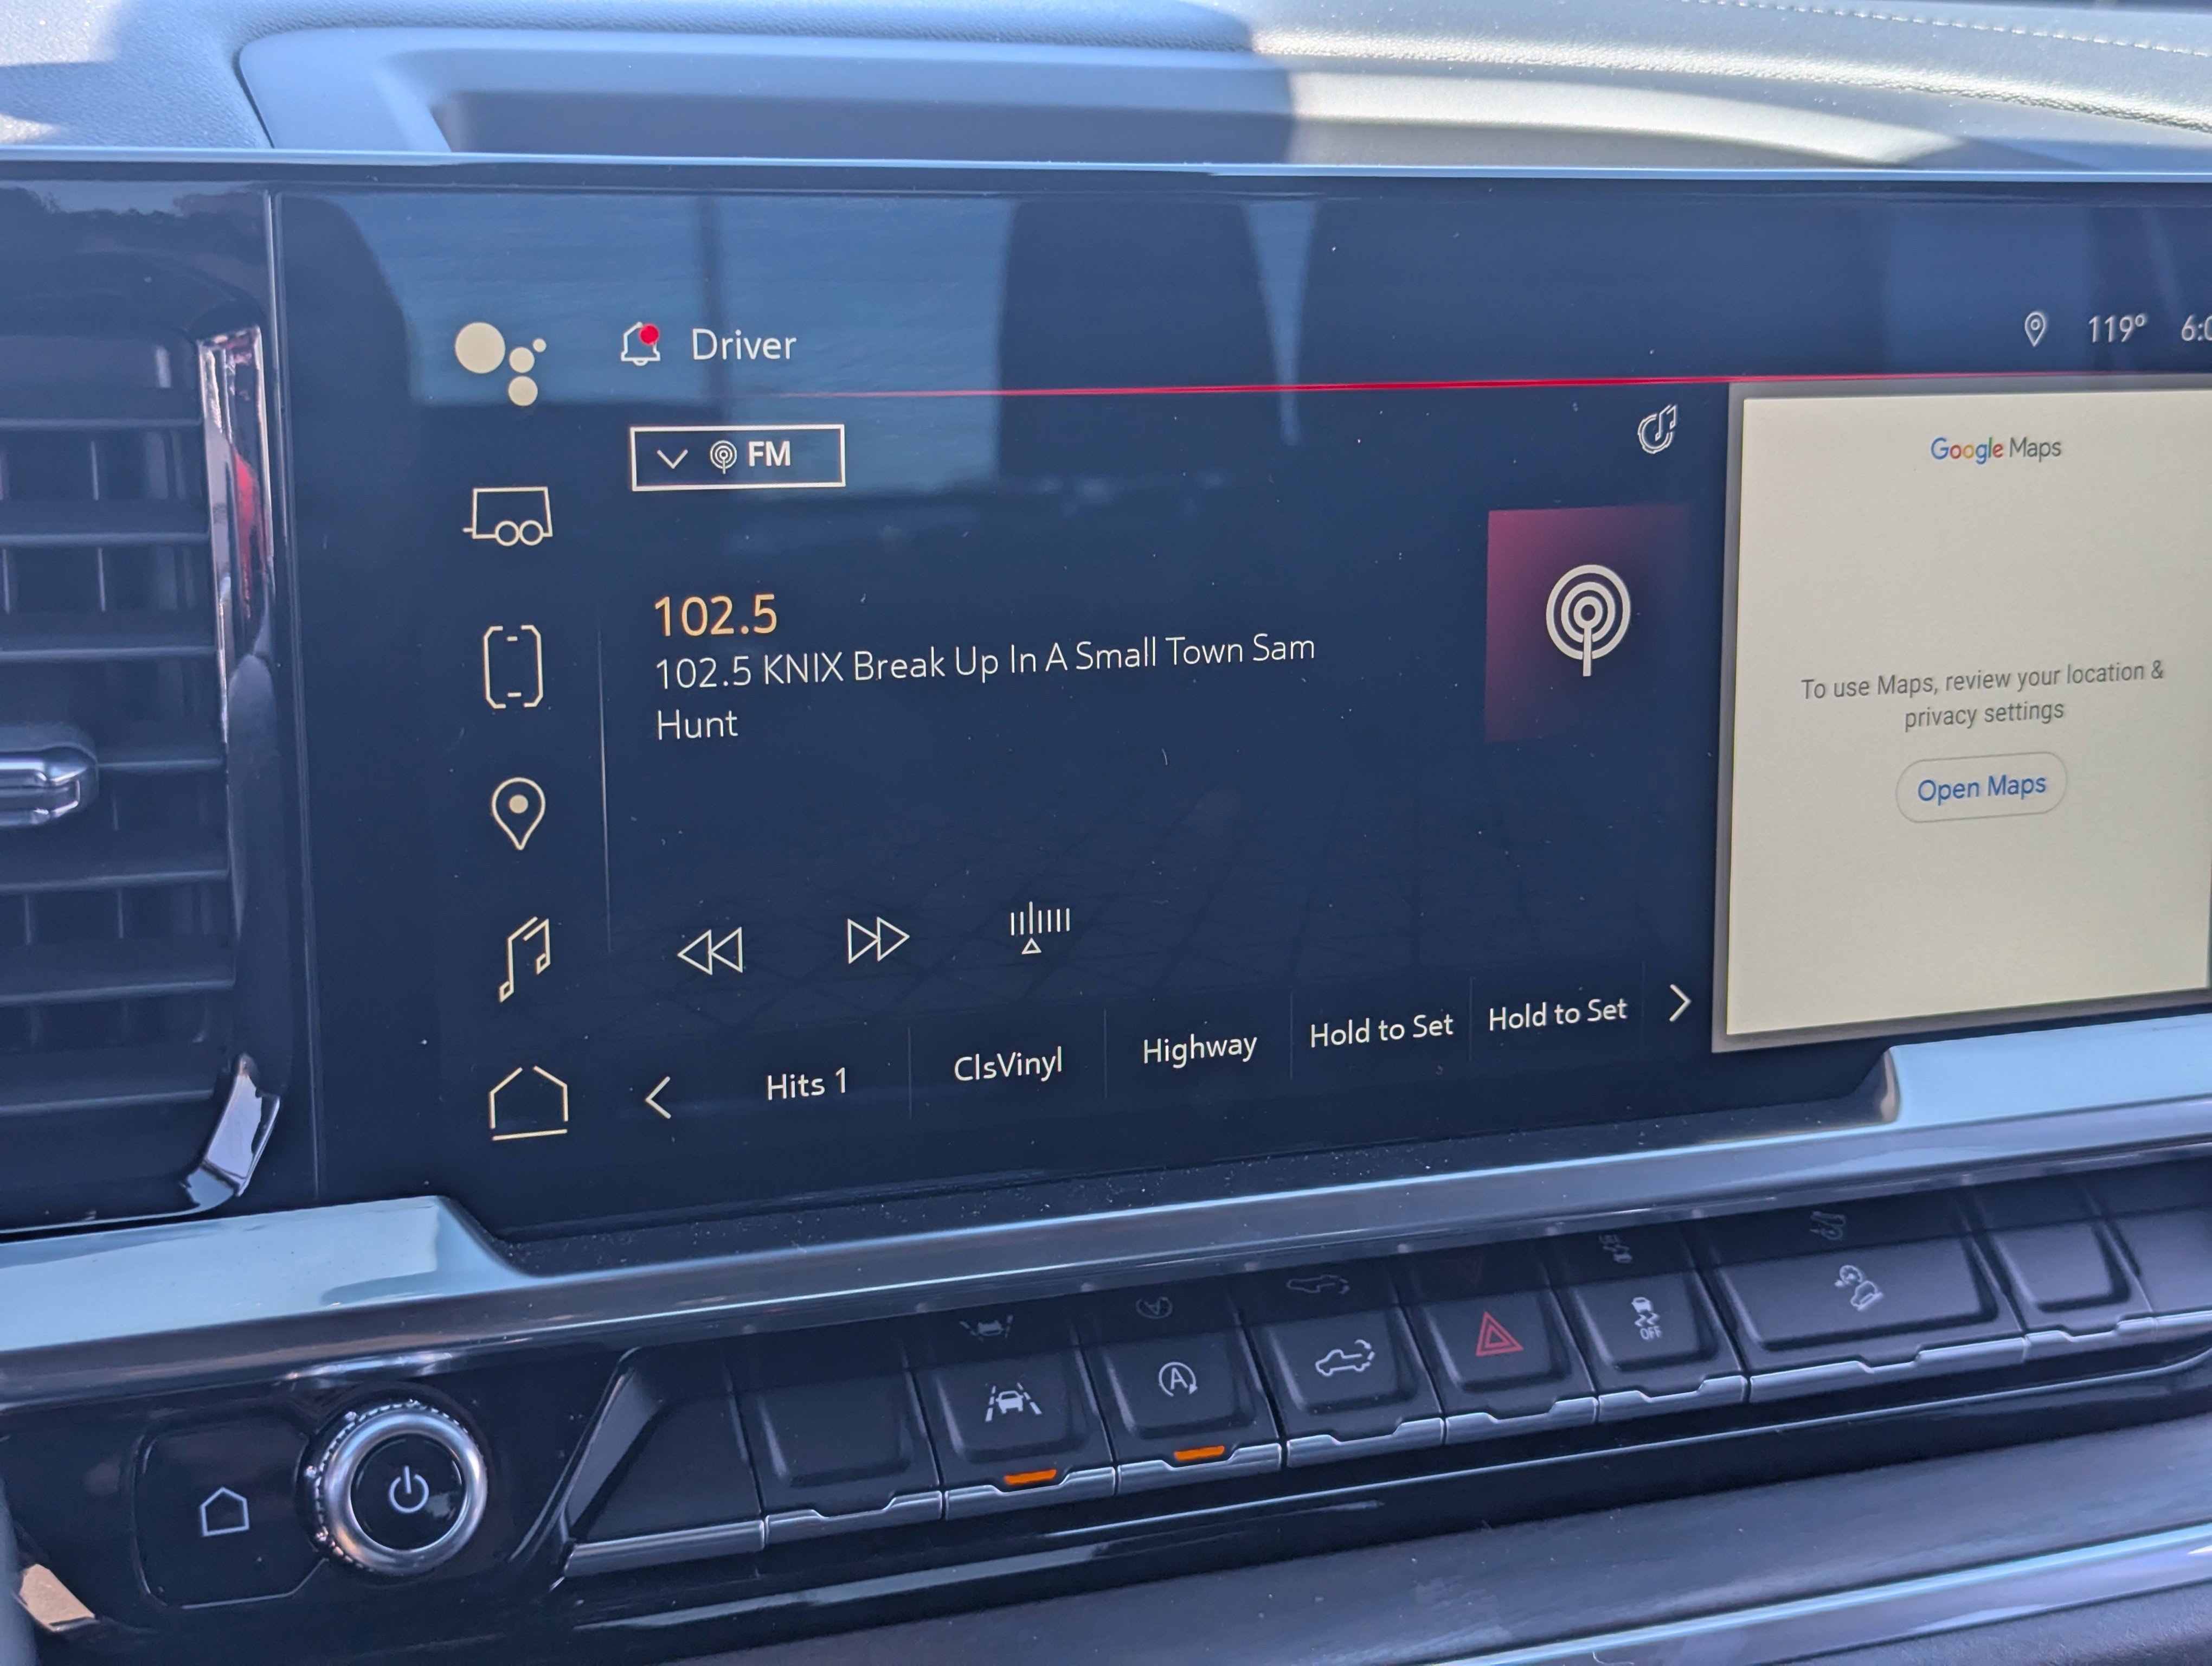 Driver
119°
FM
Google Maps
102.5
102.5 KNIX Break Up In A Small Town Sam
Hunt
To use Maps, review your location &
privacy settings
Open Maps
Hits 1
ClsVinyl
Highway
Hold to Set
Hold to Set
A
OFF